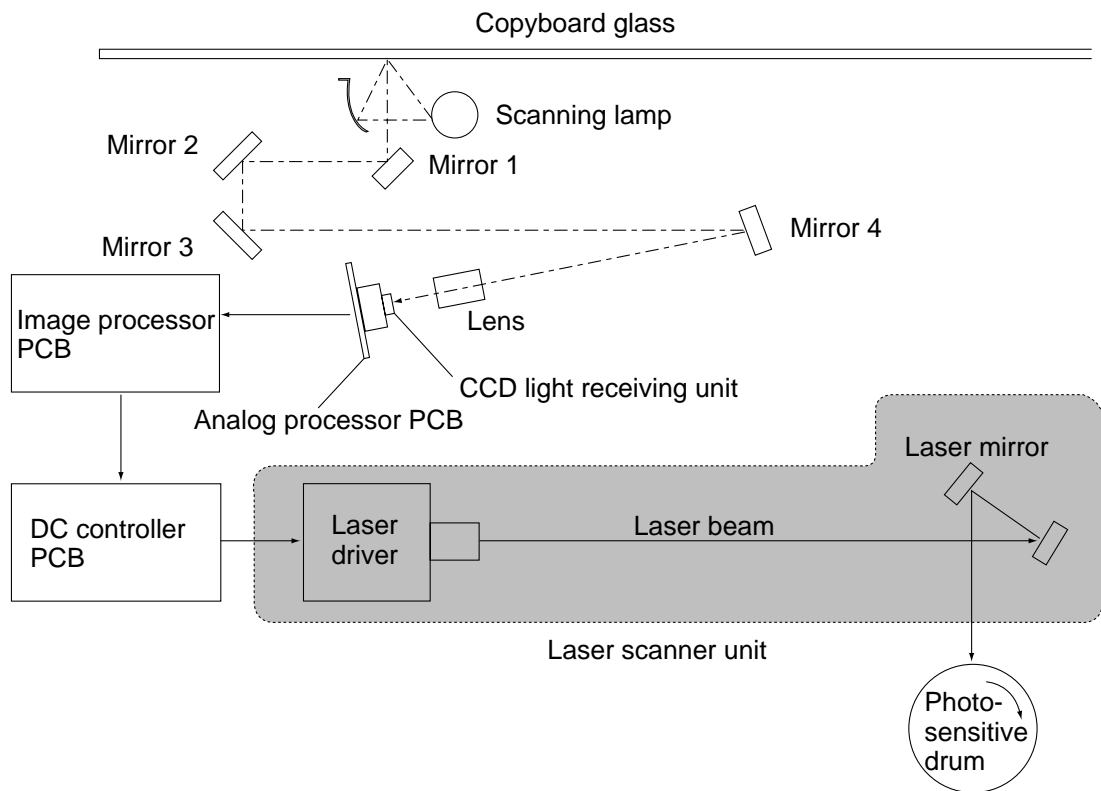 Copyboard glass
Scanning lamp
Mirror 2
Mirror 1
Mirror 3
Mirror 4
Image processor
PCB
Lens
CCD light receiving unit
Analog processor PCB
Laser mirror
DC controller
PCB
Laser
driver
Laser beam
Laser scanner unit
Photo-
sensitive
drum